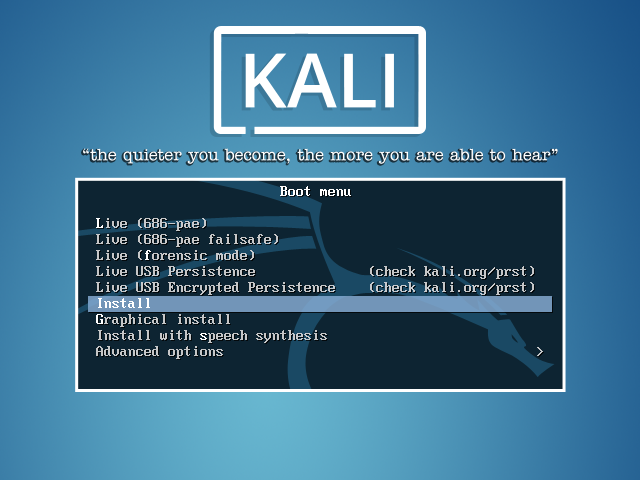 KALI
“the quieter you become, the more you are able to hear”
Boot menu
Live (686-pae)
Live (686-pae failsafe)
Live (forensic mode)
Live USB Persistence (check kali.org/prst)
Live USB Encrypted Persistence (check kali.org/prst)
Install
Graphical install
Install with speech synthesis
Advanced options >